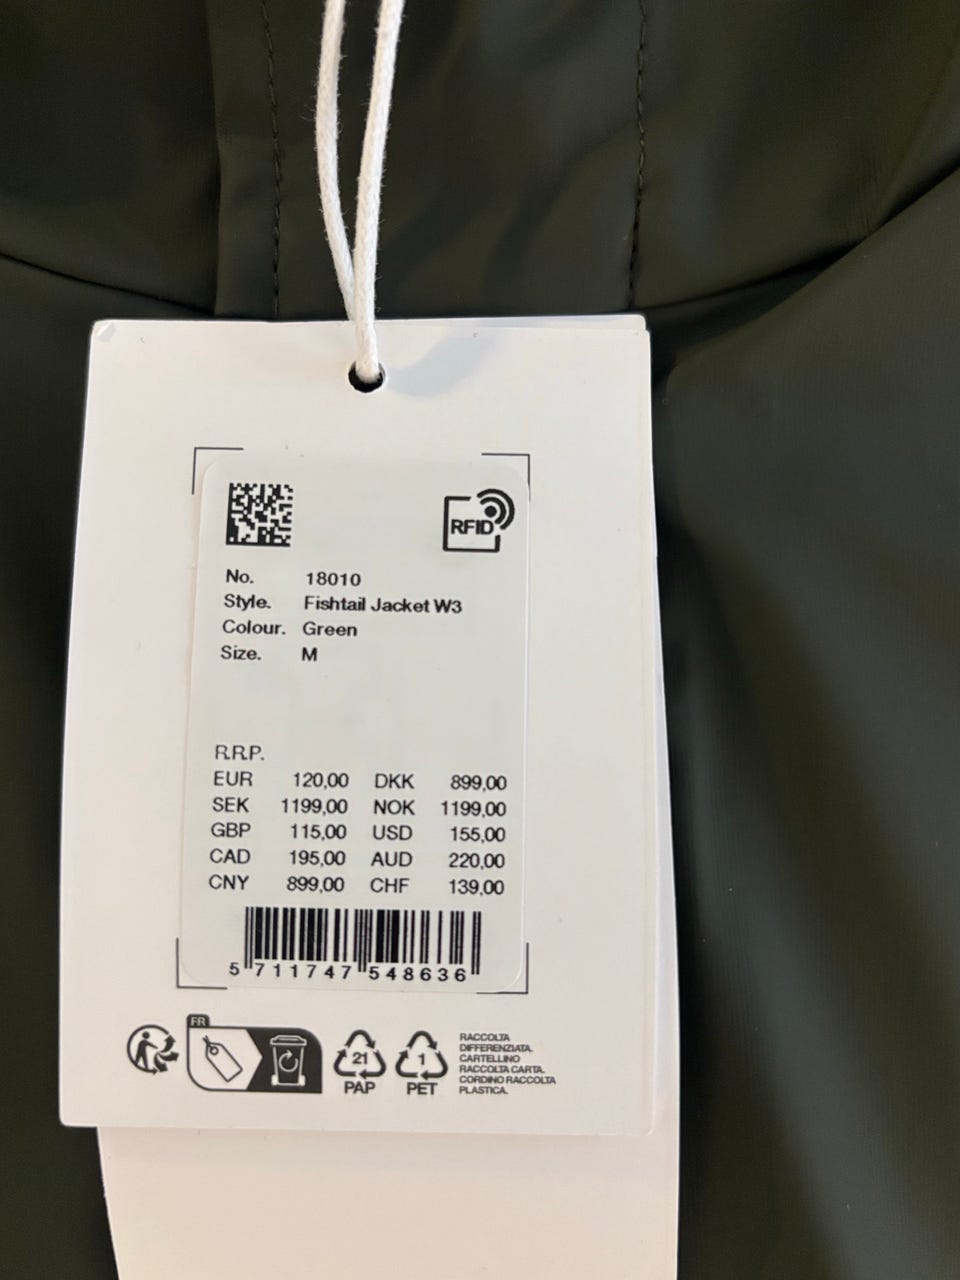 RFID
No. 18010
Style. Fishtail Jacket W3
Colour. Green
Size. M
R.R.P.
EUR 120,00 DKK 899,00
SEK 1199,00 NOK 1199,00
GBP 115,00 USD 155,00
CAD 195,00 AUD 220,00
CNY 899,00 CHF 139,00
5 711747 548636
FR
21
PAP
1
PET
RACCOLTA
DIFFERENZIATA.
CARTELLINO
RACCOLTA CARTA.
CORDINO RACCOLTA
PLASTICA.